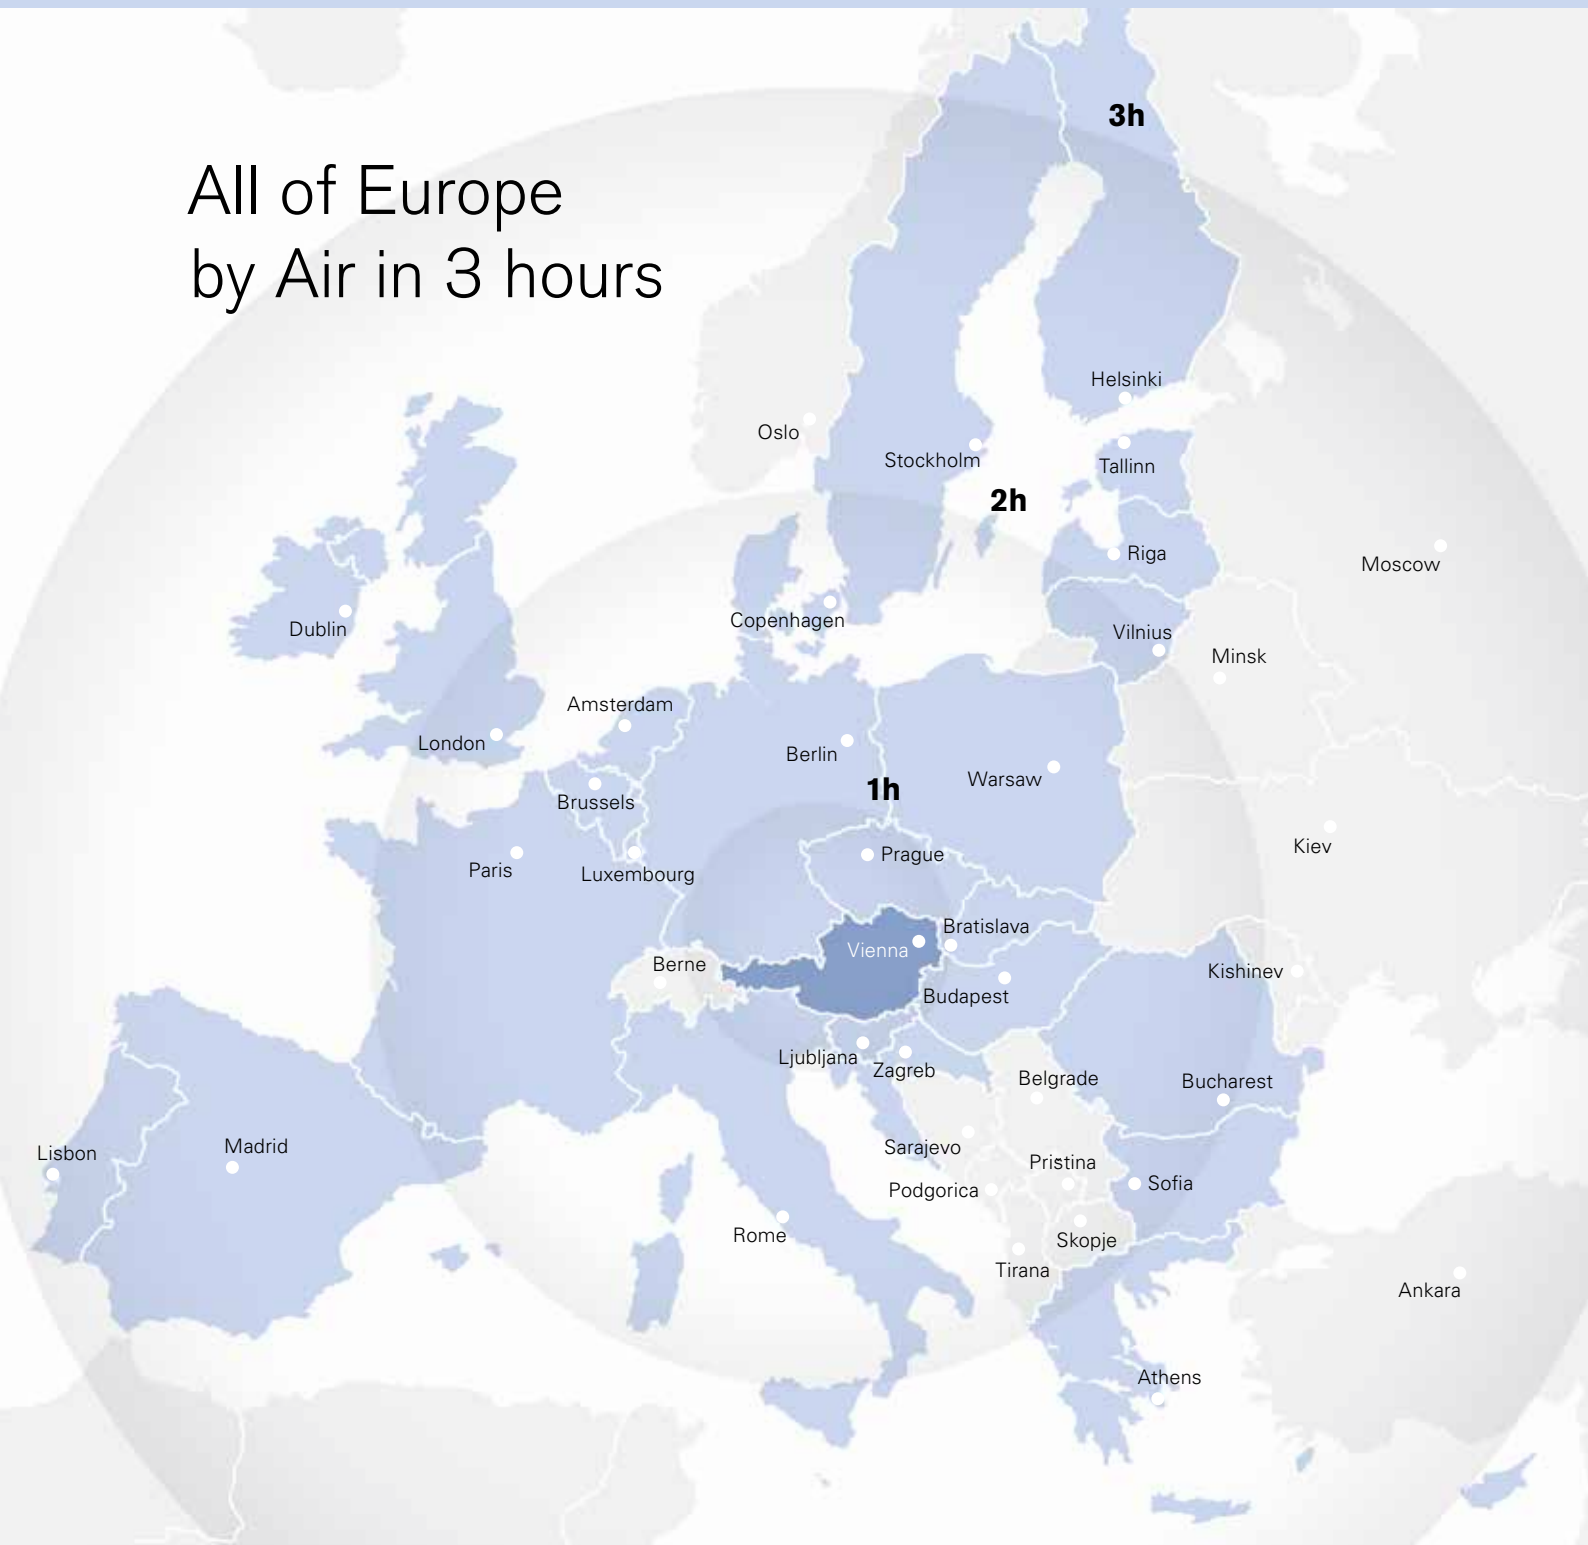 All of Europe
by Air in 3 hours
3h
Helsinki
Oslo
Stockholm
Tallinn
2h
Riga
Moscow
Copenhagen
Dublin
Vilnius
Minsk
Amsterdam
London
Berlin
Warsaw
1h
Brussels
Kiev
Prague
Paris
Luxembourg
Bratislava
Vienna
Berne
Kishinev
Budapest
Ljubljana
Zagreb
Belgrade
Bucharest
Lisbon
Madrid
Sarajevo
Pristina
Sofia
Podgorica
Rome
Skopje
Tirana
Ankara
Athens